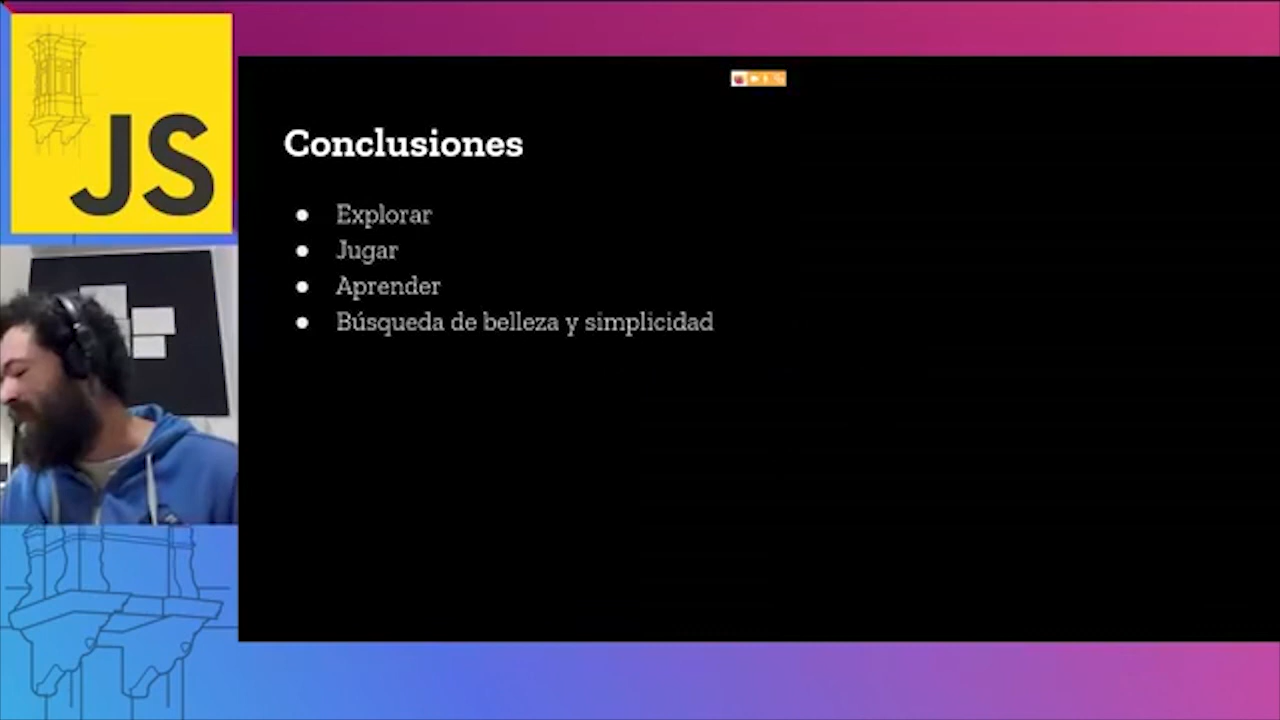 JS
Conclusiones
● Explorar
● Jugar
● Aprender
● Búsqueda de belleza y simplicidad